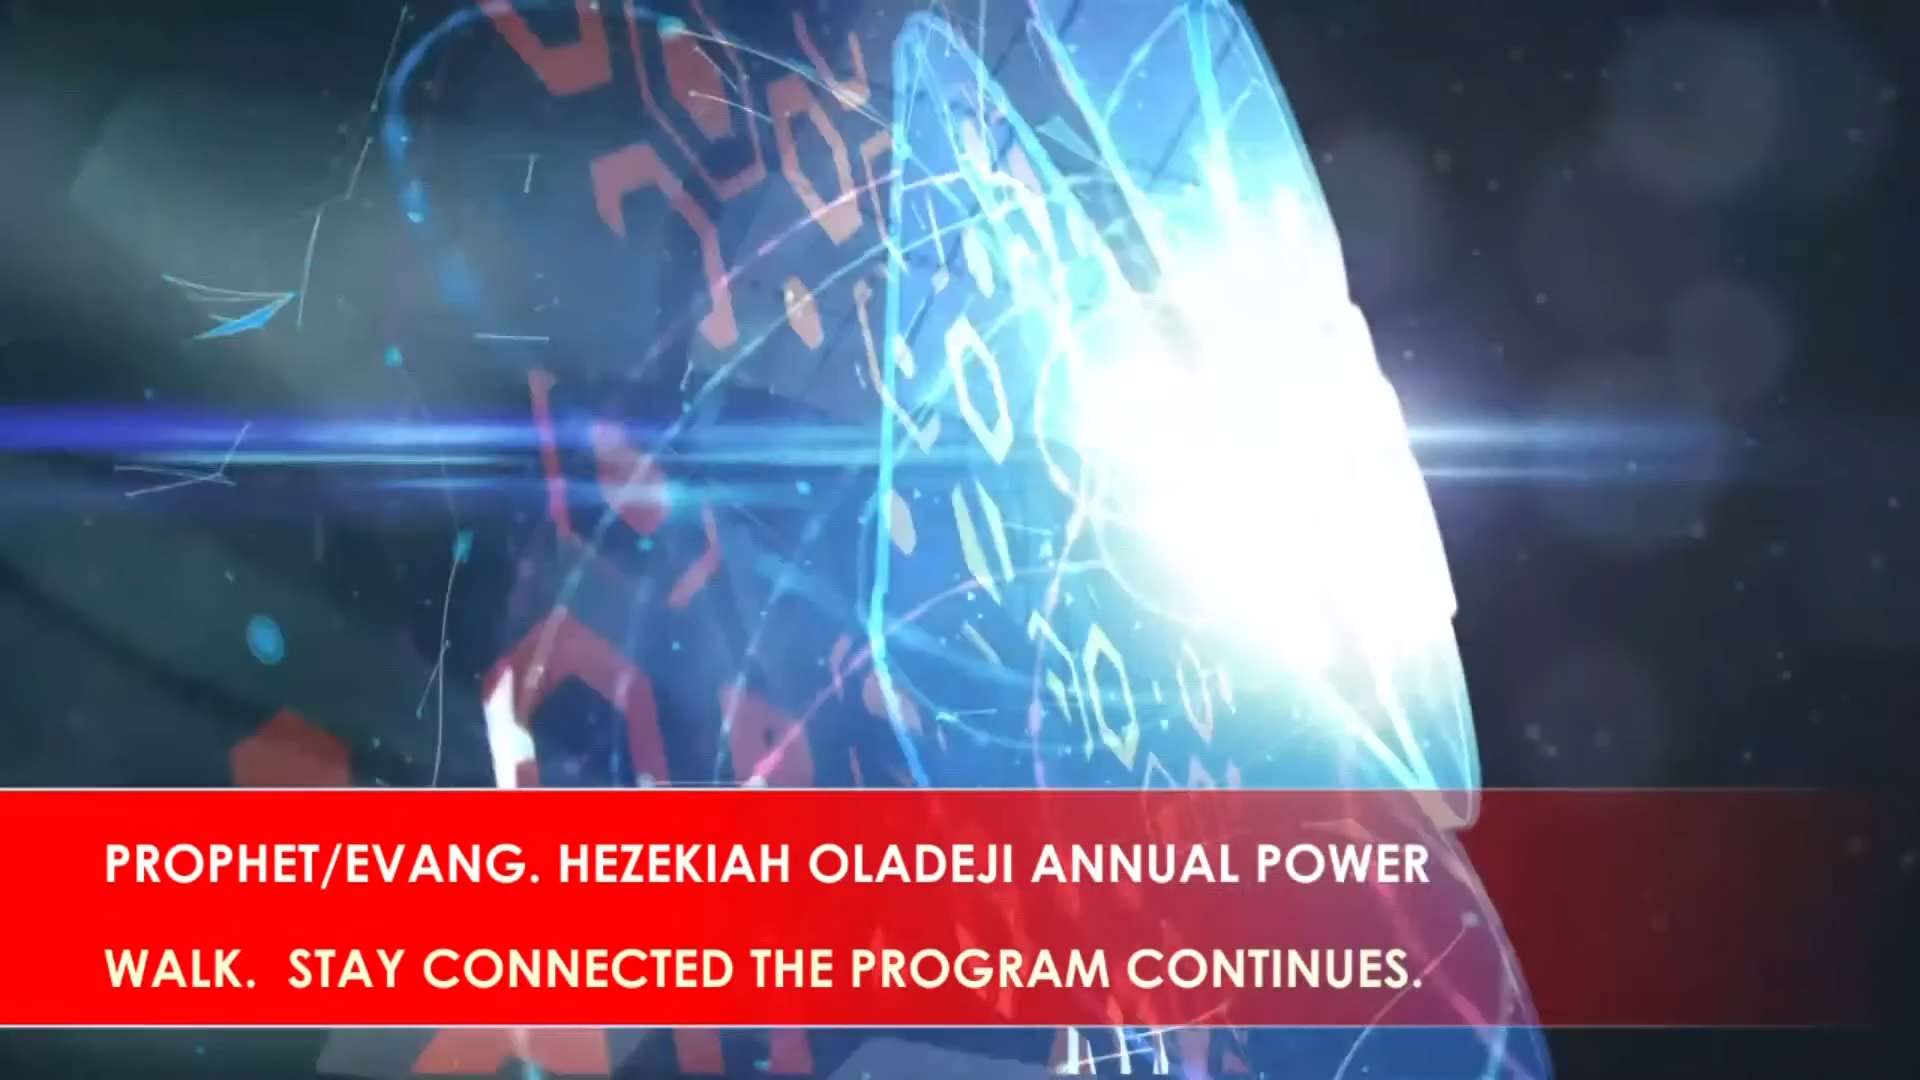 PROPHET/EVANG. HEZEKIAH OLADEJI ANNUAL POWER
WALK.  STAY CONNECTED THE PROGRAM CONTINUES.